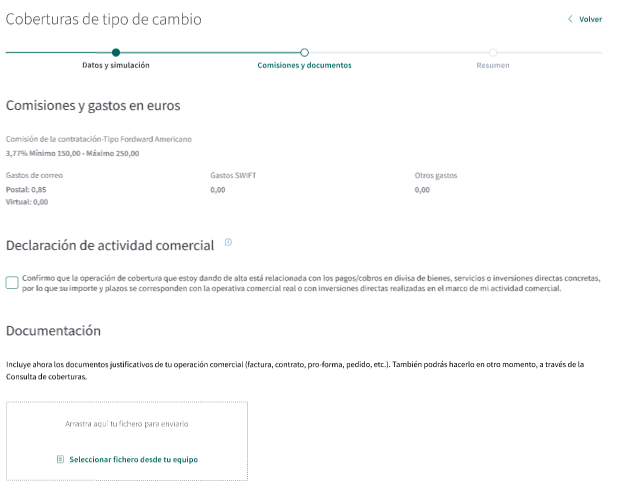 Coberturas de tipo de cambio
Volver
Datos y simulación
Comisiones y documentos
Resumen
Comisiones y gastos en euros
Comisión de la contratación-Tipo Fordward Americano
3,77% Mínimo 150,00 - Máximo 250,00
Gastos de correo
Gastos SWIFT
Otros gastos
Postal: 0,85
0,00
0,00
Virtual: 0,00
Declaración de actividad comercial
Confirmo que la operación de cobertura que estoy dando de alta está relacionada con los pagos/cobros en divisa de bienes, servicios o inversiones directas concretas,
por lo que su importe y plazos se corresponden con la operativa comercial real o con inversiones directas realizadas en el marco de mi actividad comercial.
Documentación
Incluye ahora los documentos justificativos de tu operación comercial (factura, contrato, pro-forma, pedido, etc.). También podrás hacerlo en otro momento, a través de la
Consulta de coberturas.
Arrastra aquí tu fichero para enviarlo
Seleccionar fichero desde tu equipo